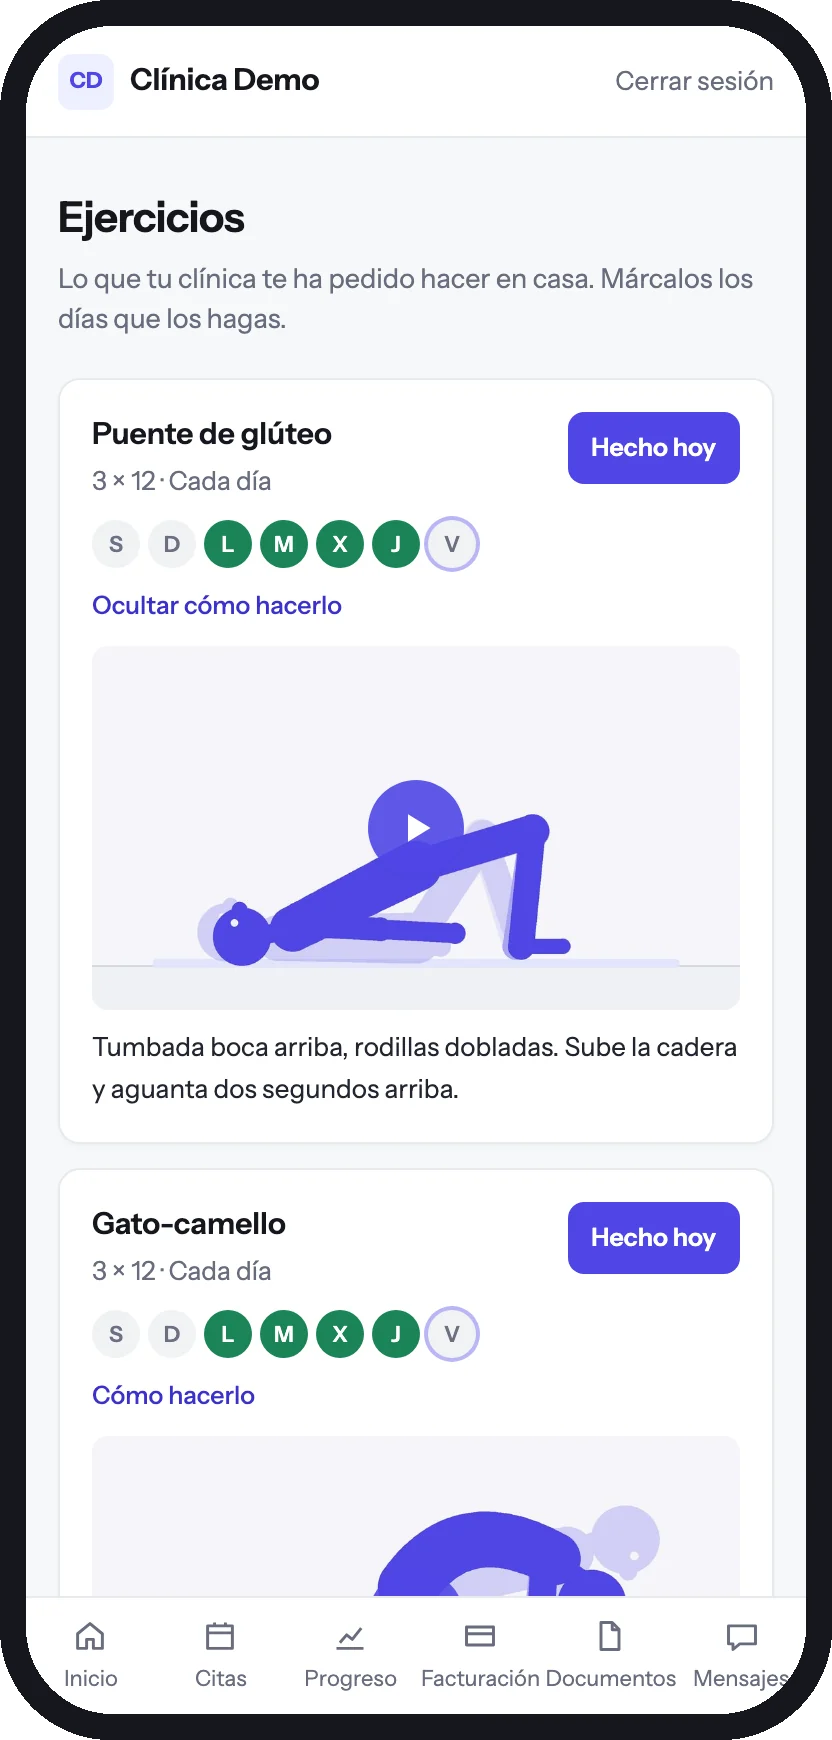 CD Clínica Demo Cerrar sesión
Ejercicios
Lo que tu clínica te ha pedido hacer en casa. Márcalos los
días que los hagas.
Puente de glúteo
Hecho hoy
3 × 12 · Cada día
S D L M X J V
Ocultar cómo hacerlo
Tumbada boca arriba, rodillas dobladas. Sube la cadera
y aguanta dos segundos arriba.
Gato-camello
Hecho hoy
3 × 12 · Cada día
S D L M X J V
Cómo hacerlo
Inicio Citas Progreso Facturación Documentos Mensajes